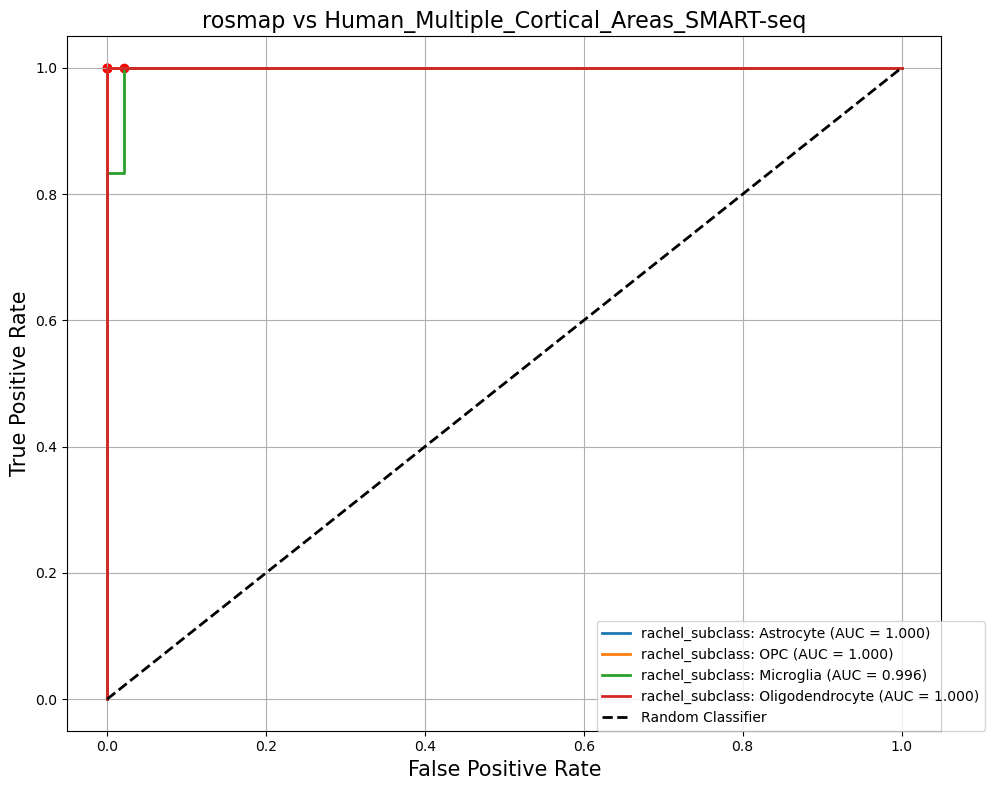 rosmap vs Human_Multiple_Cortical_Areas_SMART-seq
True Positive Rate
1.0
0.8
0.6
0.4
0.2
0.0
rachel_subclass: Astrocyte (AUC = 1.000)
rachel_subclass: OPC (AUC = 1.000)
rachel_subclass: Microglia (AUC = 0.996)
rachel_subclass: Oligodendrocyte (AUC = 1.000)
Random Classifier
0.0 0.2 0.4 0.6 0.8 1.0
False Positive Rate